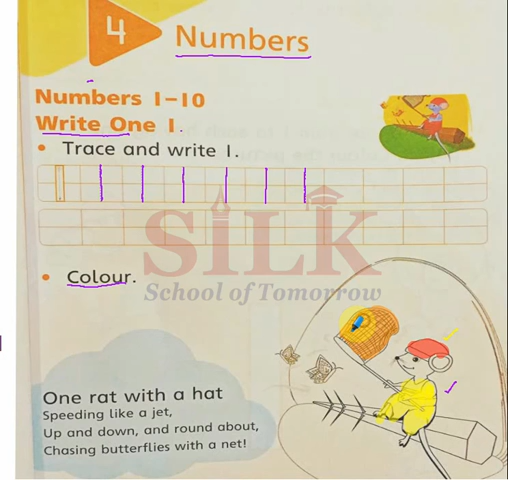 4 Numbers
Numbers 1-10
Write One 1.
• Trace and write 1.
SiLK
School of Tomorrow
• Colour.
One rat with a hat
Speeding like a jet,
Up and down, and round about,
Chasing butterflies with a net!